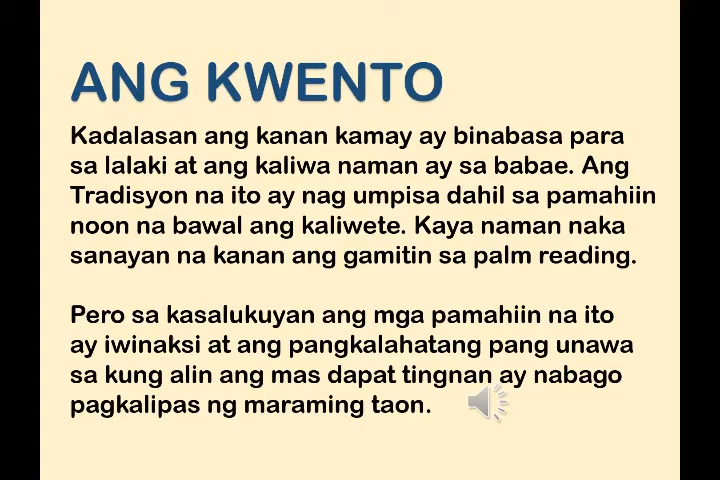 ANG KWENTO
Kadalasan ang kanan kamay ay binabasa para
sa lalaki at ang kaliwa naman ay sa babae. Ang
Tradisyon na ito ay nag umpisa dahil sa pamahiin
noon na bawal ang kaliwete. Kaya naman naka
sanayan na kanan ang gamitin sa palm reading.
Pero sa kasalukuyan ang mga pamahiin na ito
ay iwinaksi at ang pangkalahatang pang unawa
sa kung alin ang mas dapat tingnan ay nabago
pagkalipas ng maraming taon.